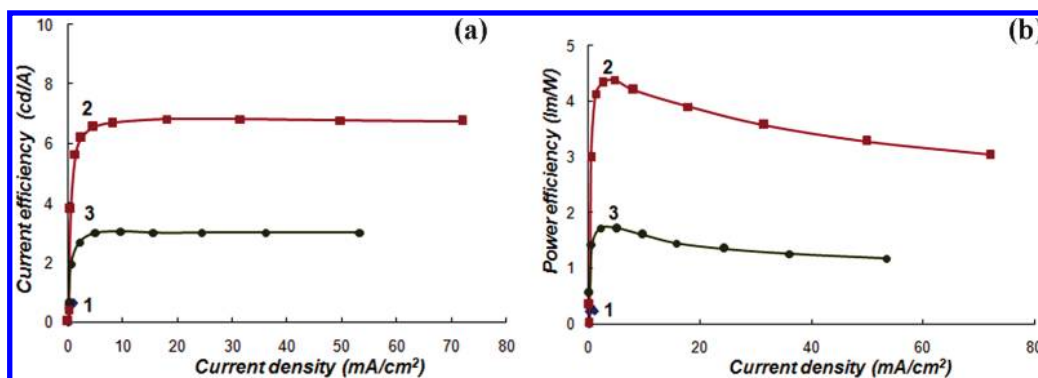 (a)
10
8
6
4
2
0
Current efficiency (cd/A)
2
3
1
0 10 20 30 40 50 60 70 80
Current density (mA/cm²)
(b)
5
4
3
2
1
0
Power efficiency (lm/W)
2
3
1
0 20 40 60 80
Current density (mA/cm²)